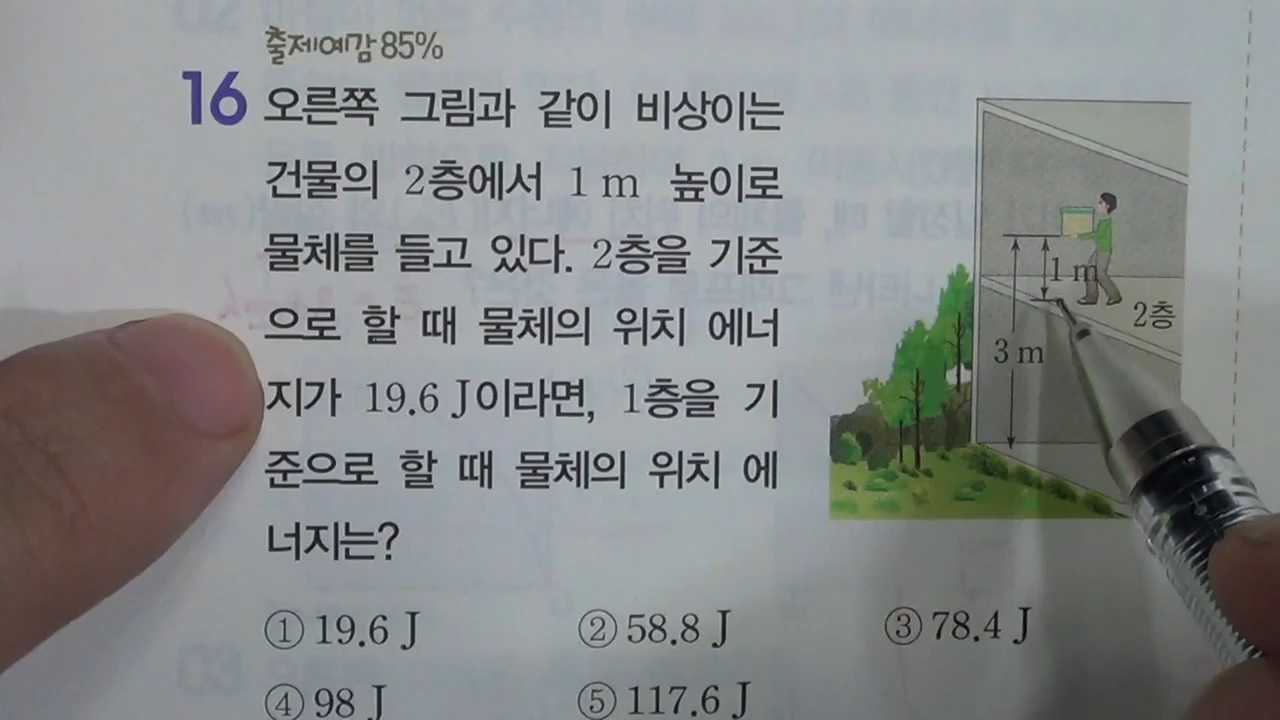 출제예감 85%
16 오른쪽 그림과 같이 비상이는
건물의 2층에서 1 m 높이로
물체를 들고 있다. 2층을 기준
으로 할 때 물체의 위치 에너
지가 19.6 J이라면, 1층을 기
준으로 할 때 물체의 위치 에
너지는?
1 m
2층
3 m
① 19.6 J ② 58.8 J ③ 78.4 J
④ 98 J ⑤ 117.6 J